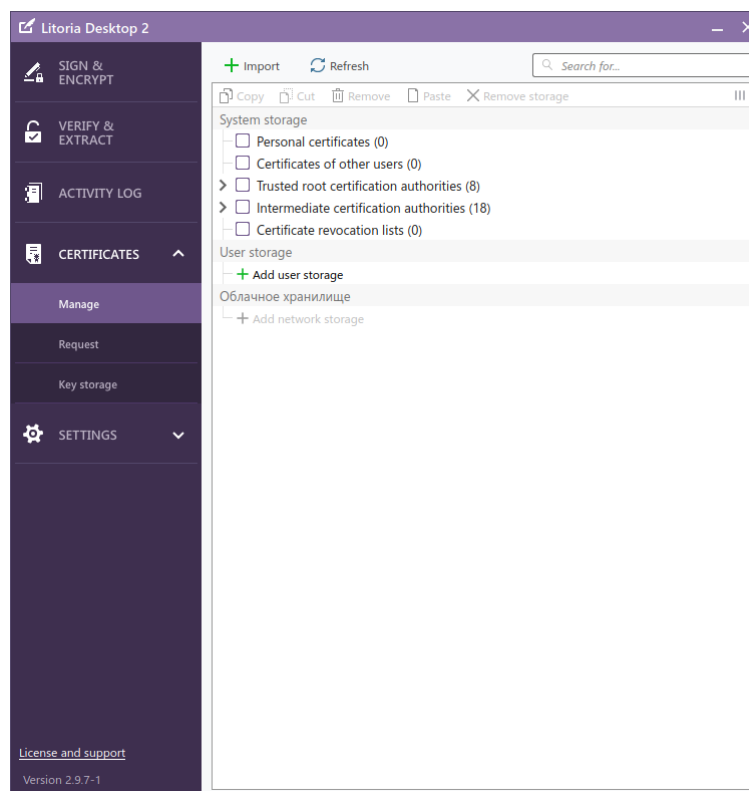 Litoria Desktop 2
SIGN &
ENCRYPT
VERIFY &
EXTRACT
ACTIVITY LOG
CERTIFICATES
Manage
Request
Key storage
SETTINGS
License and support
Version 2.9.7-1
Import Refresh Search for...
Copy Cut Remove Paste Remove storage
System storage
Personal certificates (0)
Certificates of other users (0)
Trusted root certification authorities (8)
Intermediate certification authorities (18)
Certificate revocation lists (0)
User storage
Add user storage
Облачное хранилище
Add network storage